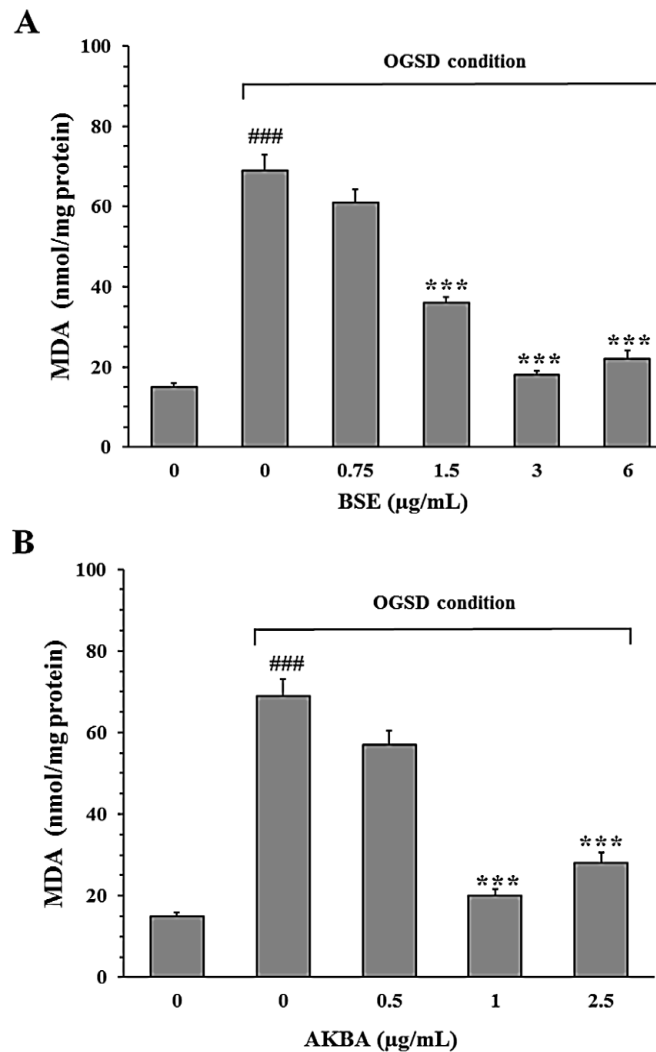 A
100
80
60
40
20
0
MDA (nmol/mg protein)
OGSD condition
###
***
***
***
0 0 0.75 1.5 3 6
BSE (µg/mL)
B
100
80
60
40
20
0
MDA (nmol/mg protein)
OGSD condition
###
***
***
0 0 0.5 1 2.5
AKBA (µg/mL)